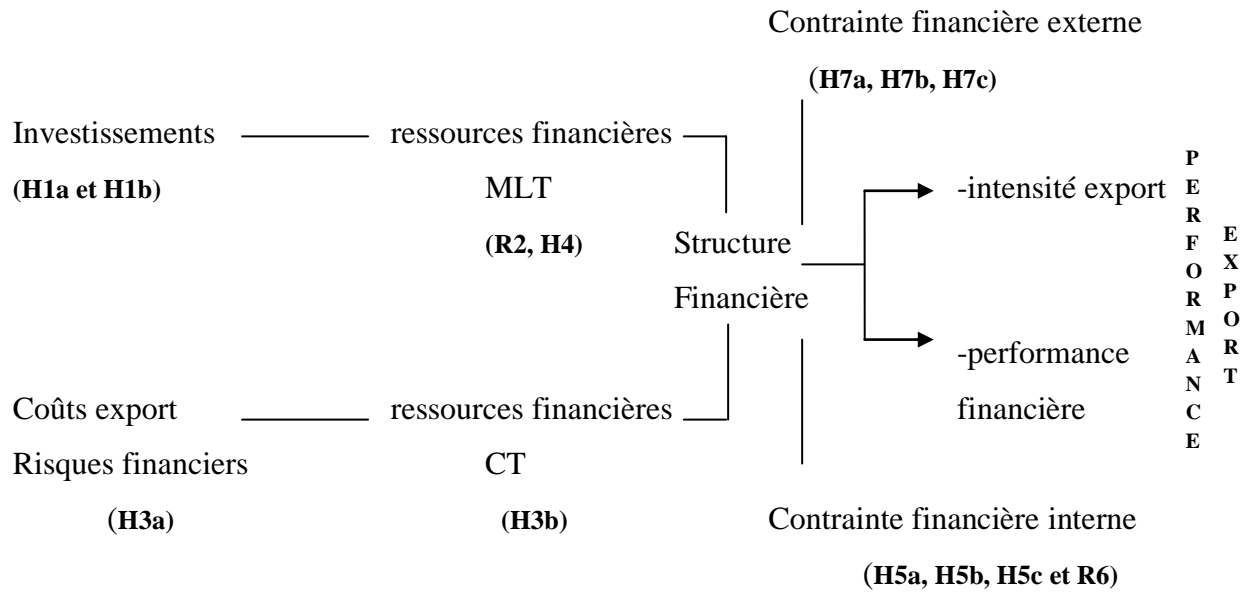 Contrainte financière externe
(H7a, H7b, H7c)
Investissements
ressources financières
(H1a et H1b)
MLT
(R2, H4)
Structure
Financière
-intensité export
-performance
financière
PERFORMANCE
EXPORT
Coûts export
ressources financières
Risques financiers
CT
(H3a)
(H3b)
Contrainte financière interne
(H5a, H5b, H5c et R6)